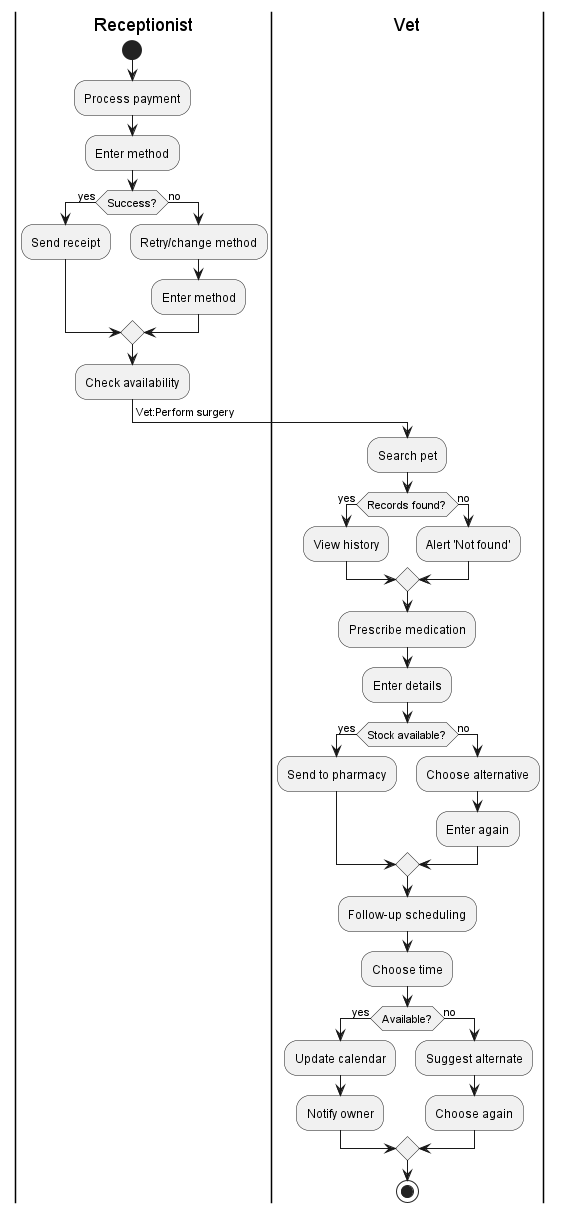 Receptionist
Vet
Process payment
Enter method
yes
Success?
no
Send receipt
Retry/change method
Enter method
Check availability
Vet:Perform surgery
Search pet
yes
Records found?
no
View history
Alert 'Not found'
Prescribe medication
Enter details
yes
Stock available?
no
Send to pharmacy
Choose alternative
Enter again
Follow-up scheduling
Choose time
yes
Available?
no
Update calendar
Suggest alternate
Notify owner
Choose again